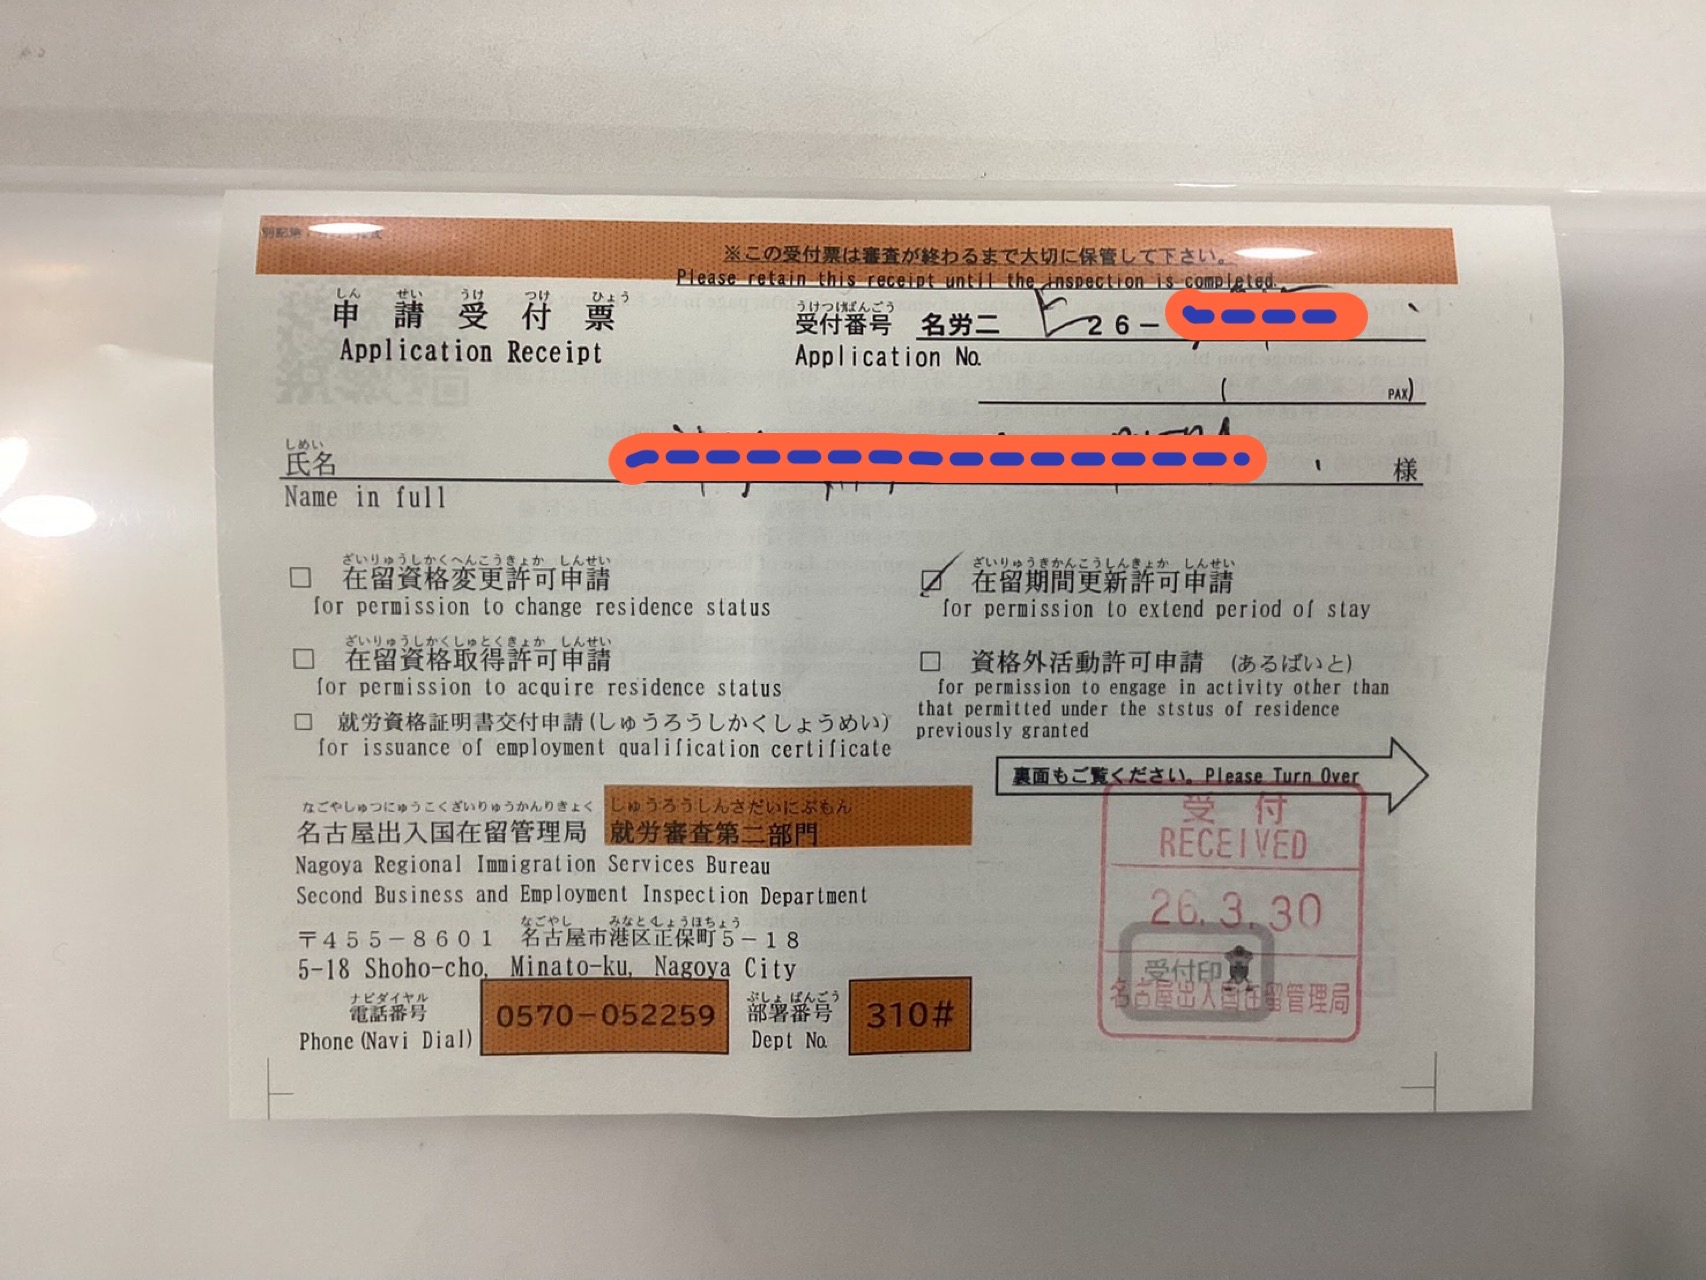 ※この受付票は審査が終わるまで大切に保管して下さい。
Please retain this receipt until the inspection is completed.
しん せい うけ つけ ひょう
申請受付票
Application Receipt
うけつけばんごう
受付番号 名労二 26-
Application No.
( PAX)
しめい
氏名 様
Name in full
ざいりゅうしかくへんこうきょか しんせい
□ 在留資格変更許可申請
for permission to change residence status
ざいりゅうきかんこうしんきょか しんせい
☑ 在留期間更新許可申請
for permission to extend period of stay
ざいりゅうしかくしゅとくきょか しんせい
□ 在留資格取得許可申請
for permission to acquire residence status
□ 資格外活動許可申請 (あるばいと)
for permission to engage in activity other than
that permitted under the ststus of residence
previously granted
□ 就労資格証明書交付申請(しゅうろうしかくしょうめい)
for issuance of employment qualification certificate
裏面もご覧ください。Please Turn Over
なごやしゅつにゅうこくざいりゅうかんりきょく しゅうろうしんさだいにぶもん
名古屋出入国在留管理局 就労審査第二部門
Nagoya Regional Immigration Services Bureau
Second Business and Employment Inspection Department
なごやし みなとくしょうほちょう
〒455-8601 名古屋市港区正保町5-18
5-18 Shoho-cho, Minato-ku, Nagoya City
ナビダイヤル
電話番号
Phone(Navi Dial)
0570-052259
ぶしょばんごう
部署番号
Dept No.
310#
受付
RECEIVED
26.3.30
受付印
名古屋出入国在留管理局